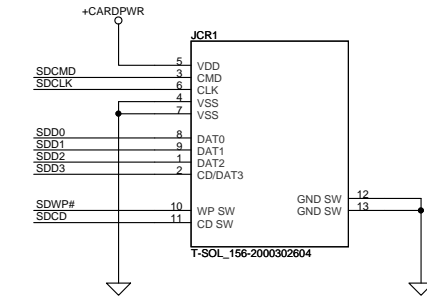 +CARDPWR
JCR1
5 VDD
SDCMD 3 CMD
SDCLK 6 CLK
4 VSS
7 VSS
SDD0 8 DAT0
SDD1 9 DAT1
SDD2 1 DAT2
SDD3 2 CD/DAT3
GND SW 12
GND SW 13
SDWP# 10 WP SW
SDCD 11 CD SW
T-SOL_156-2000302604